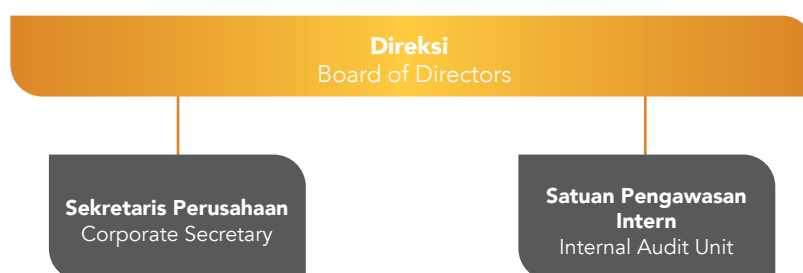 Direksi
Board of Directors
Sekretaris Perusahaan
Corporate Secretary
Satuan Pengawasan
Intern
Internal Audit Unit